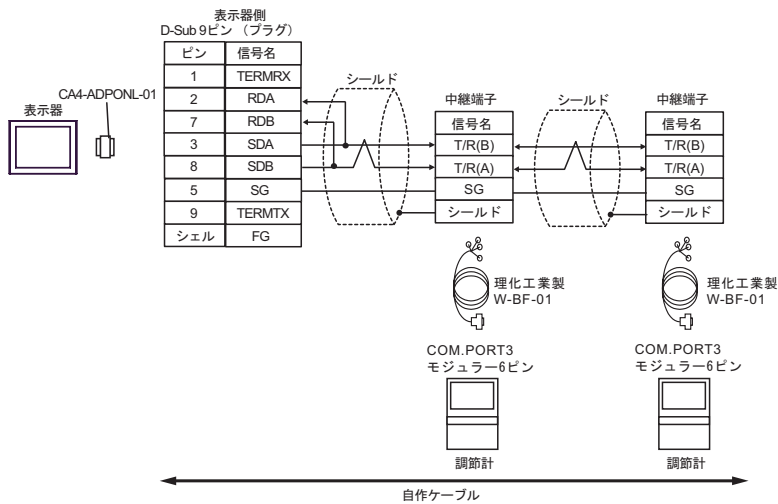 表示器側
D-Sub 9ピン （プラグ）
ピン 信号名
1 TERMRX
2 RDA
7 RDB
3 SDA
8 SDB
5 SG
9 TERMTX
シェル FG
CA4-ADPONL-01
表示器
シールド
中継端子
信号名
T/R(B)
T/R(A)
SG
シールド
シールド
中継端子
信号名
T/R(B)
T/R(A)
SG
シールド
理化工業製
W-BF-01
理化工業製
W-BF-01
COM.PORT3
モジュラー6ピン
COM.PORT3
モジュラー6ピン
調節計
調節計
自作ケーブル